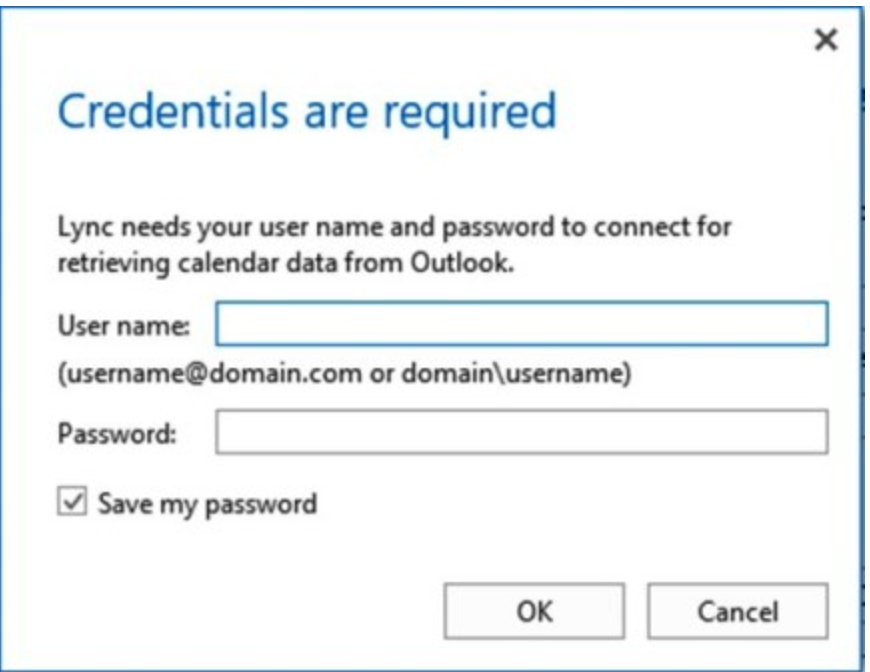 Credentials are required
Lync needs your user name and password to connect for
retrieving calendar data from Outlook.
User name:
(username@domain.com or domain\username)
Password:
Save my password
OK Cancel